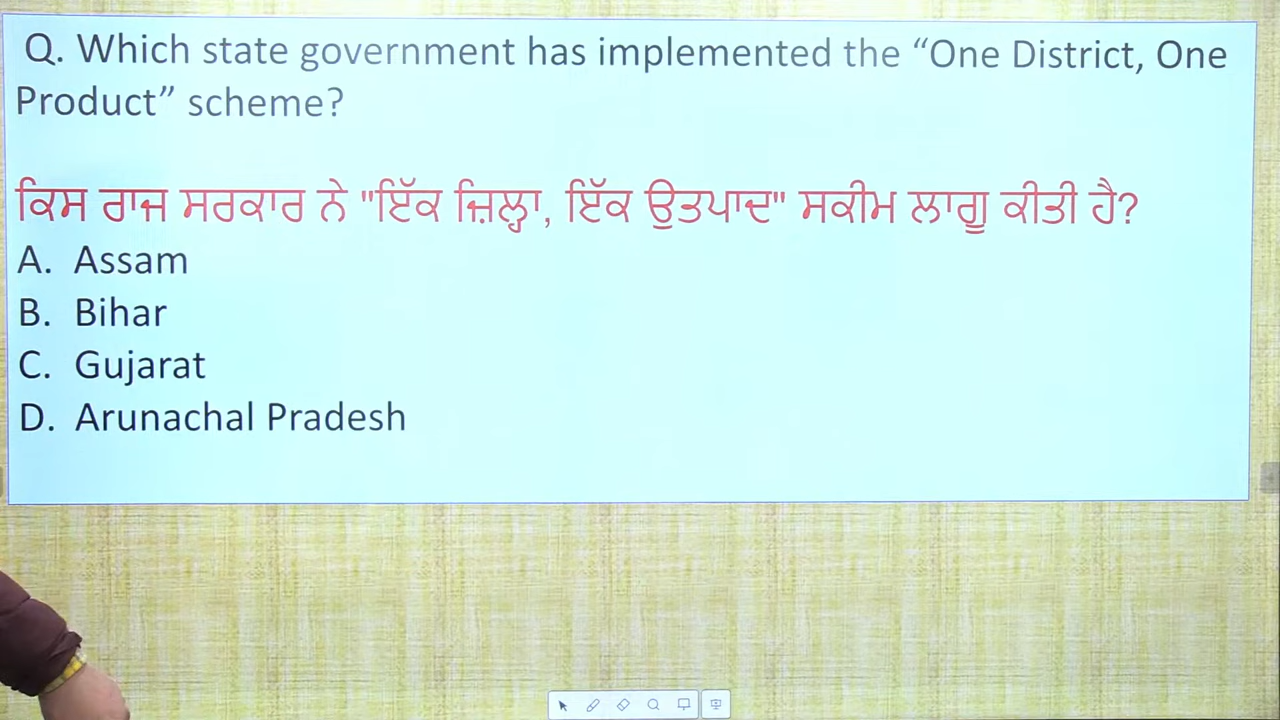 Q. Which state government has implemented the “One District, One
Product” scheme?
ਕਿਸ ਰਾਜ ਸਰਕਾਰ ਨੇ "ਇੱਕ ਜ਼ਿਲ੍ਹਾ, ਇੱਕ ਉਤਪਾਦ" ਸਕੀਮ ਲਾਗੂ ਕੀਤੀ ਹੈ?
A. Assam
B. Bihar
C. Gujarat
D. Arunachal Pradesh